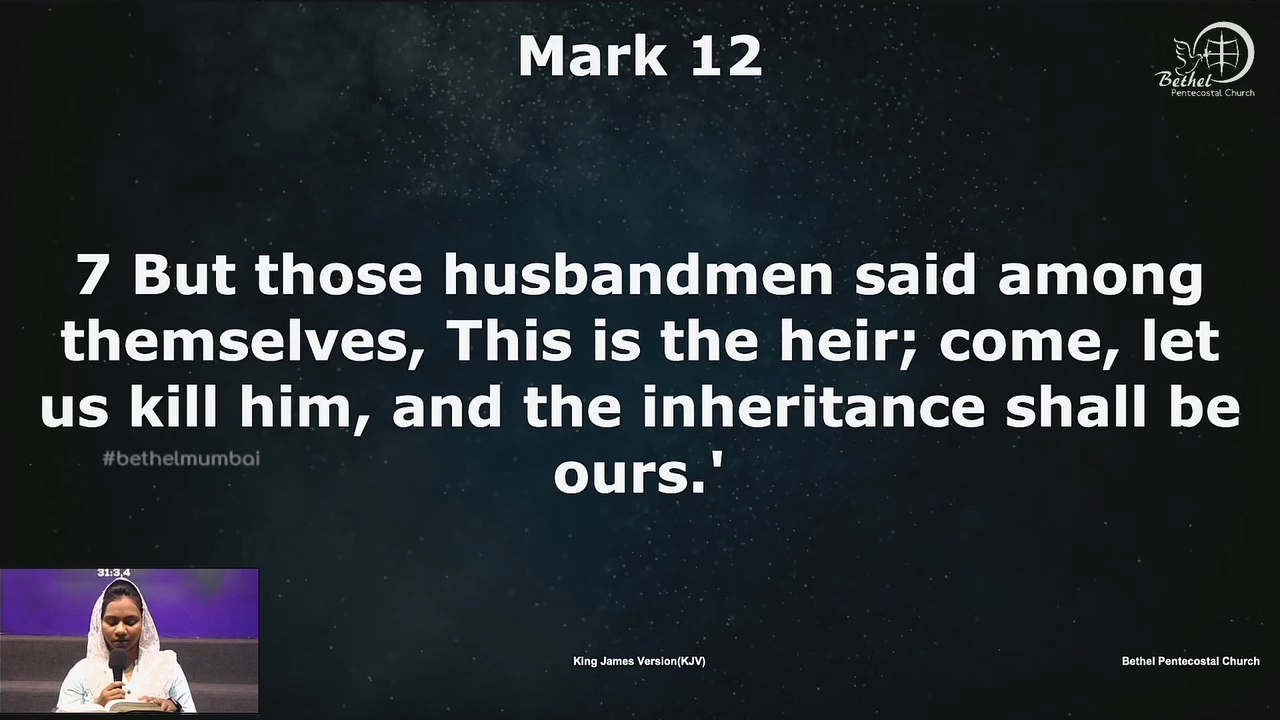 Mark 12
Bethel
Pentecostal Church
7 But those husbandmen said among
themselves, This is the heir; come, let
us kill him, and the inheritance shall be
ours.'
#bethelmumbai
31:3,4
King James Version(KJV)
Bethel Pentecostal Church